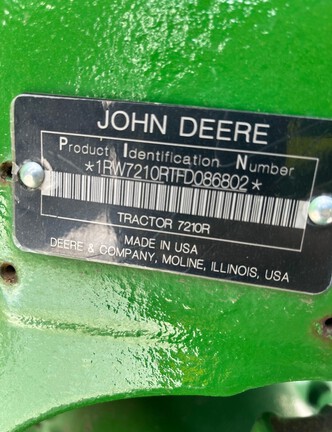 JOHN DEERE
Product Identification Number
*1RW7210RTFD086802*
TRACTOR 7210R
MADE IN USA
DEERE & COMPANY, MOLINE, ILLINOIS, USA